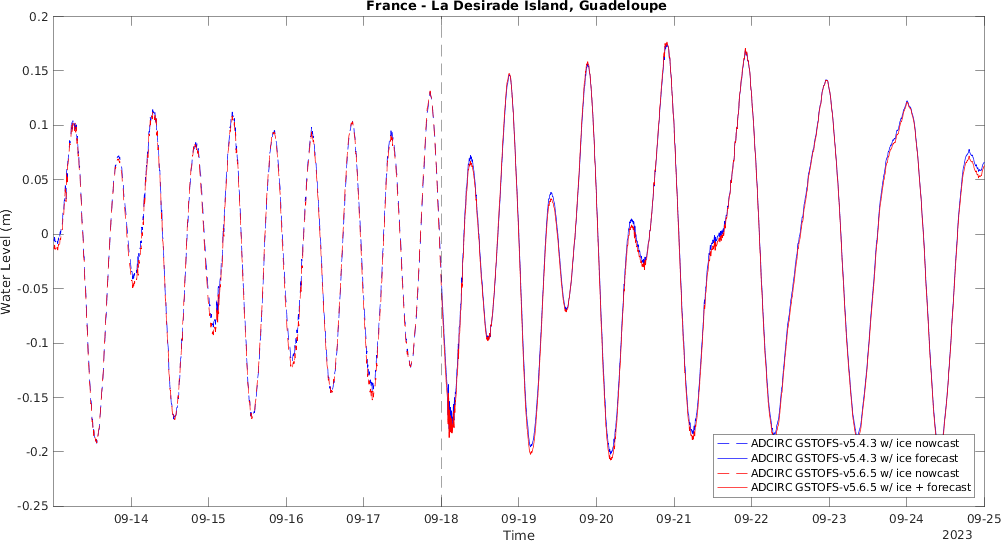 France - La Desirade Island, Guadeloupe
0.2
0.15
0.1
0.05
0
-0.05
-0.1
-0.15
-0.2
-0.25
Water Level (m)
ADCIRC GSTOFS-v5.4.3 w/ ice nowcast
ADCIRC GSTOFS-v5.4.3 w/ ice forecast
ADCIRC GSTOFS-v5.6.5 w/ ice nowcast
ADCIRC GSTOFS-v5.6.5 w/ ice + forecast
09-14 09-15 09-16 09-17 09-18 09-19 09-20 09-21 09-22 09-23 09-24 09-25
Time
2023